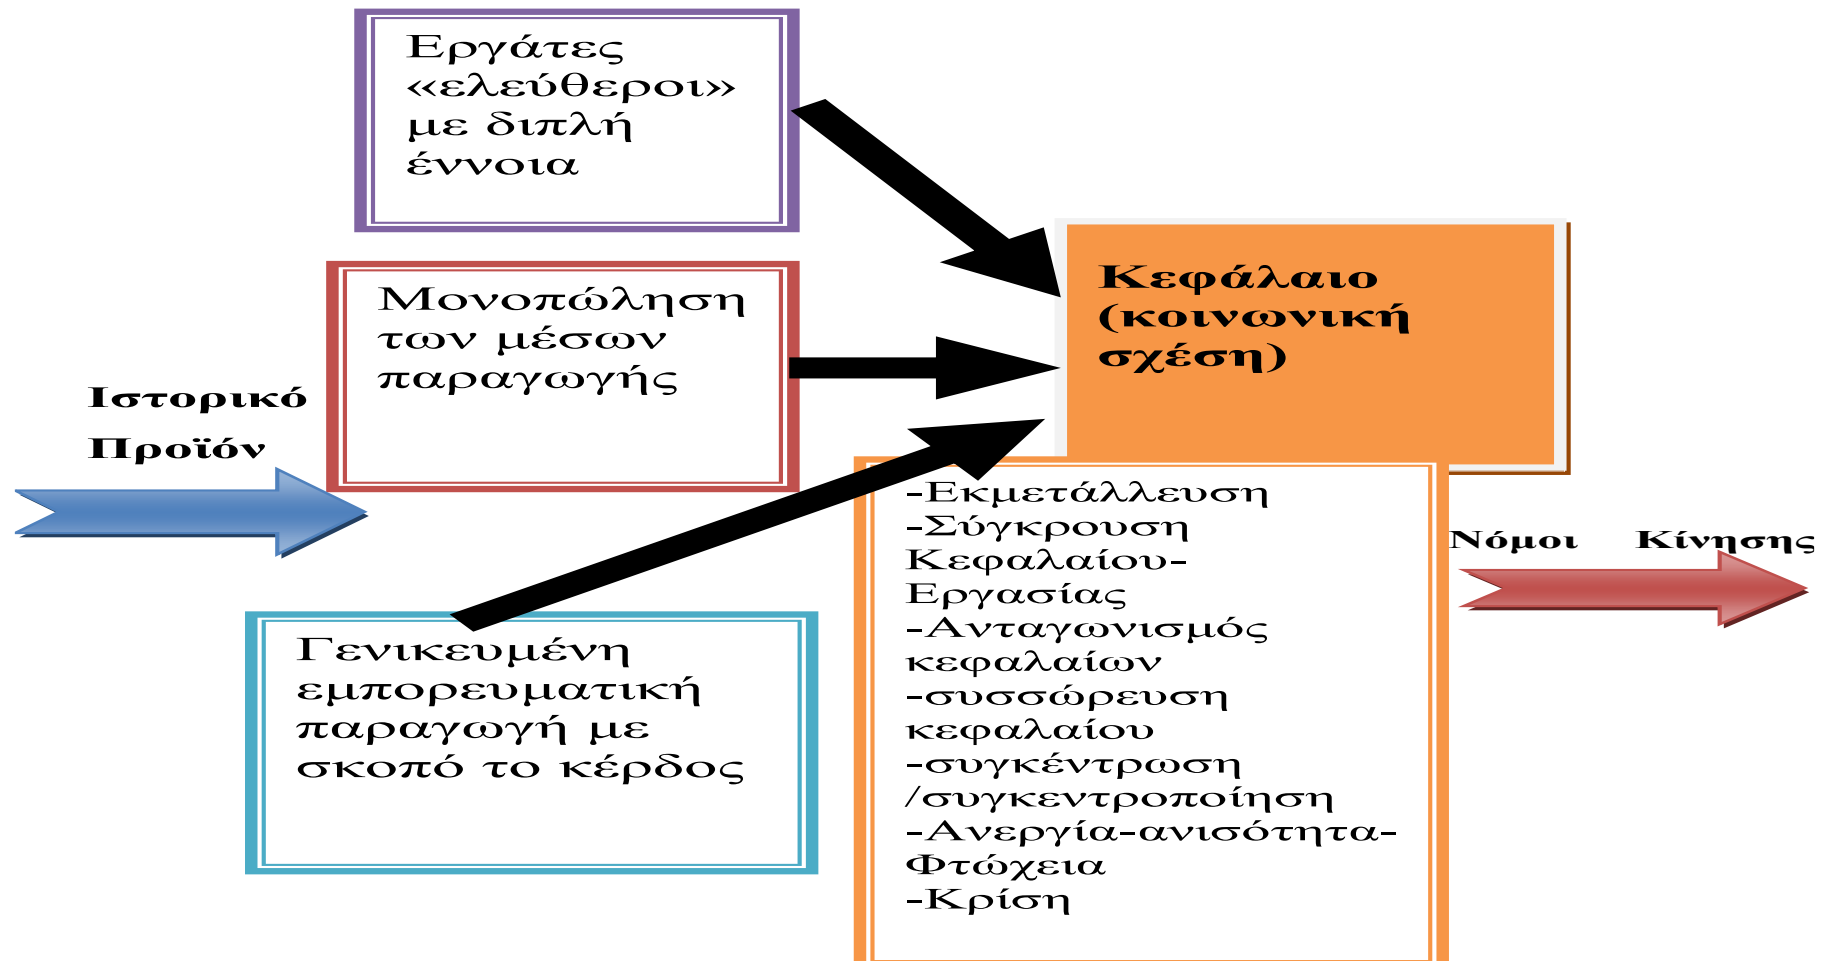 Εργάτες
«ελεύθεροι»
με διπλή
έννοια
Μονοπώληση
των μέσων
παραγωγής
Ιστορικό
Προϊόν
Γενικευμένη
εμπορευματική
παραγωγή με
σκοπό το κέρδος
Κεφάλαιο
(κοινωνική
σχέση)
-Εκμετάλλευση
-Σύγκρουση
Κεφαλαίου-
Εργασίας
-Ανταγωνισμός
κεφαλαίων
-συσσώρευση
κεφαλαίου
-συγκέντρωση
/συγκεντροποίηση
-Ανεργία-ανισότητα-
Φτώχεια
-Κρίση
Νόμοι Κίνησης